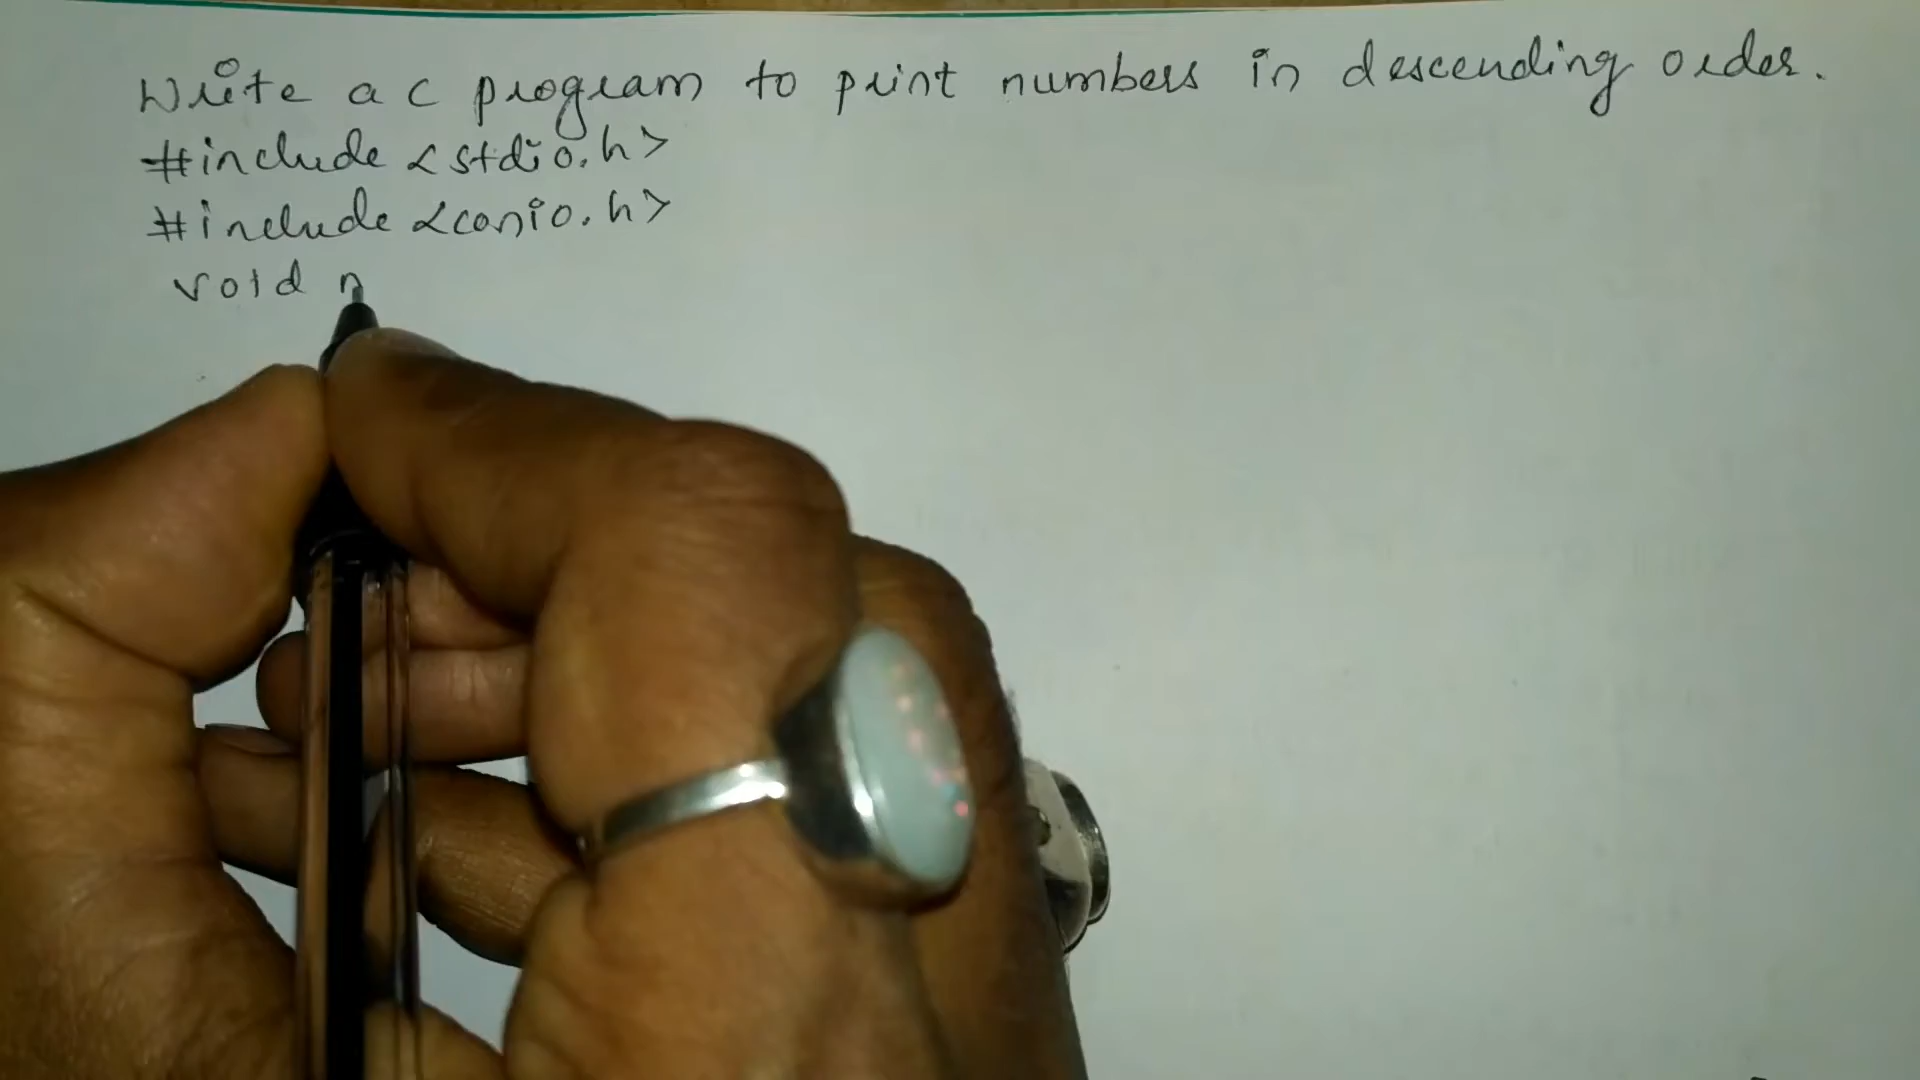 Write a c program to print numbers in descending order.
#include <stdio.h>
#include <conio.h>
void